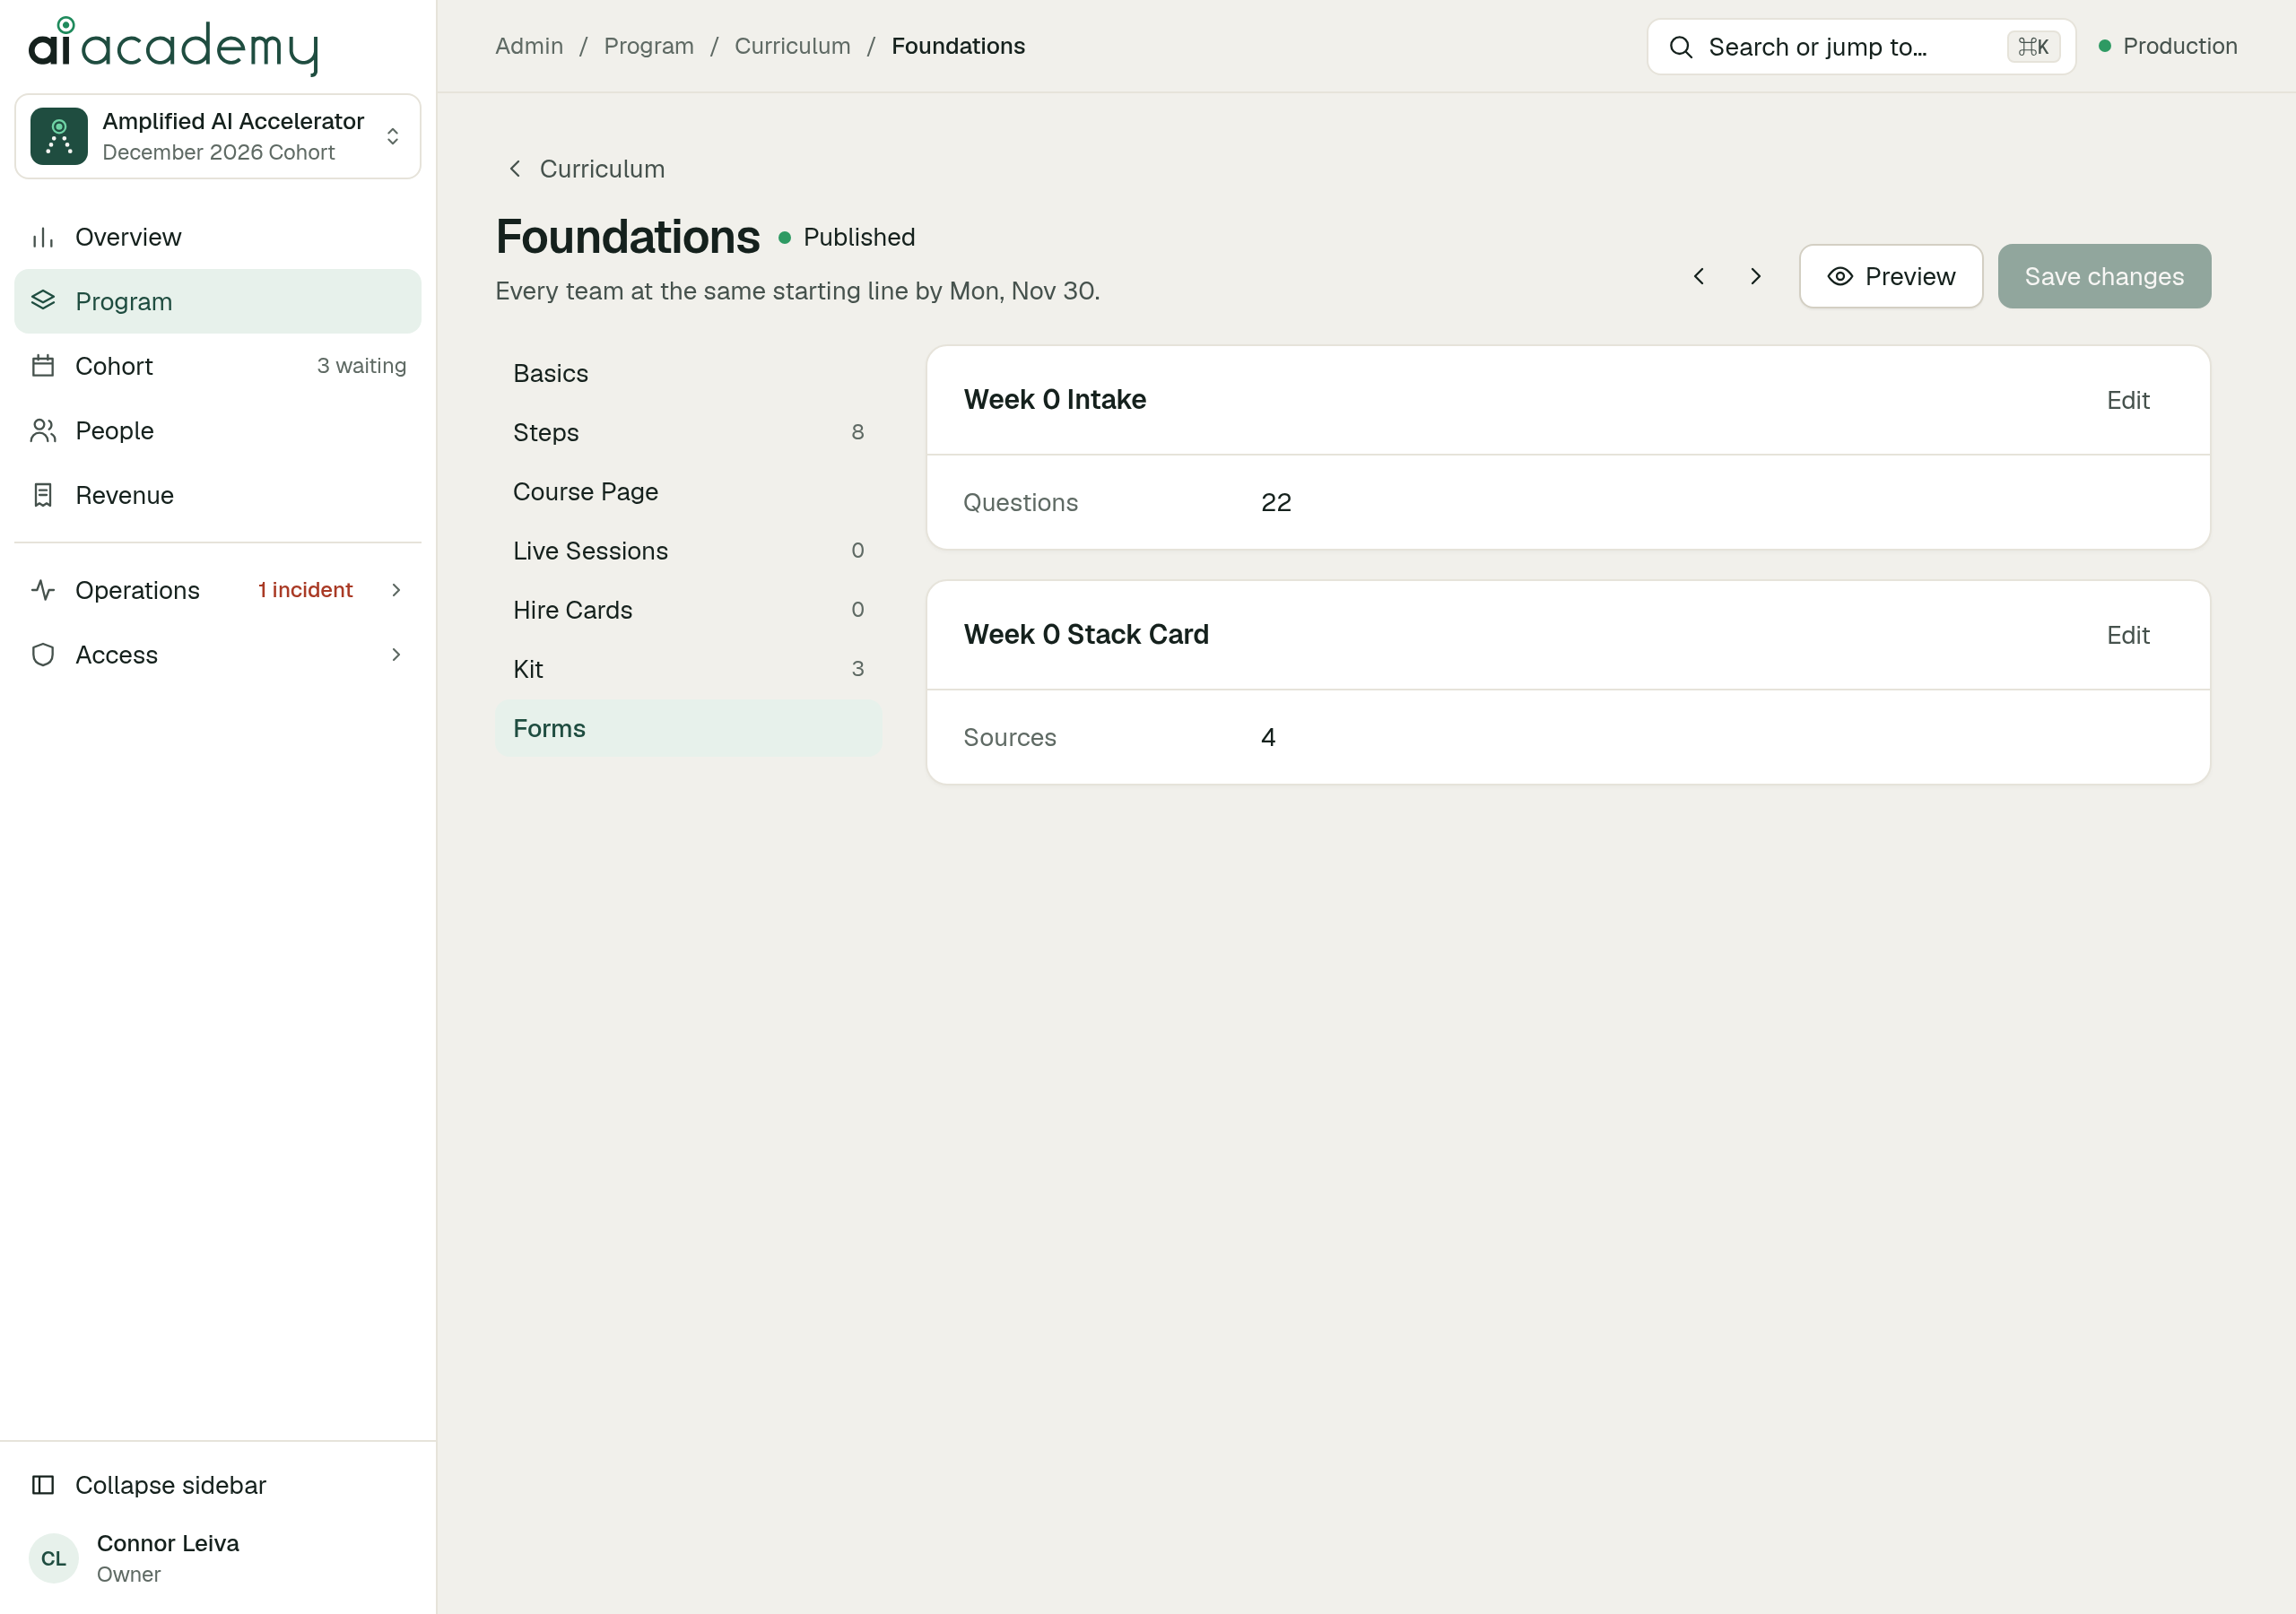 ai academy
Amplified AI Accelerator
December 2026 Cohort
Overview
Program
Cohort 3 waiting
People
Revenue
Operations 1 incident
Access
Collapse sidebar
CL
Connor Leiva
Owner
Admin / Program / Curriculum / Foundations
Search or jump to... ⌘K
Production
Curriculum
Foundations Published
Every team at the same starting line by Mon, Nov 30.
Preview
Save changes
Basics
Steps 8
Course Page
Live Sessions 0
Hire Cards 0
Kit 3
Forms
Week 0 Intake Edit
Questions 22
Week 0 Stack Card Edit
Sources 4